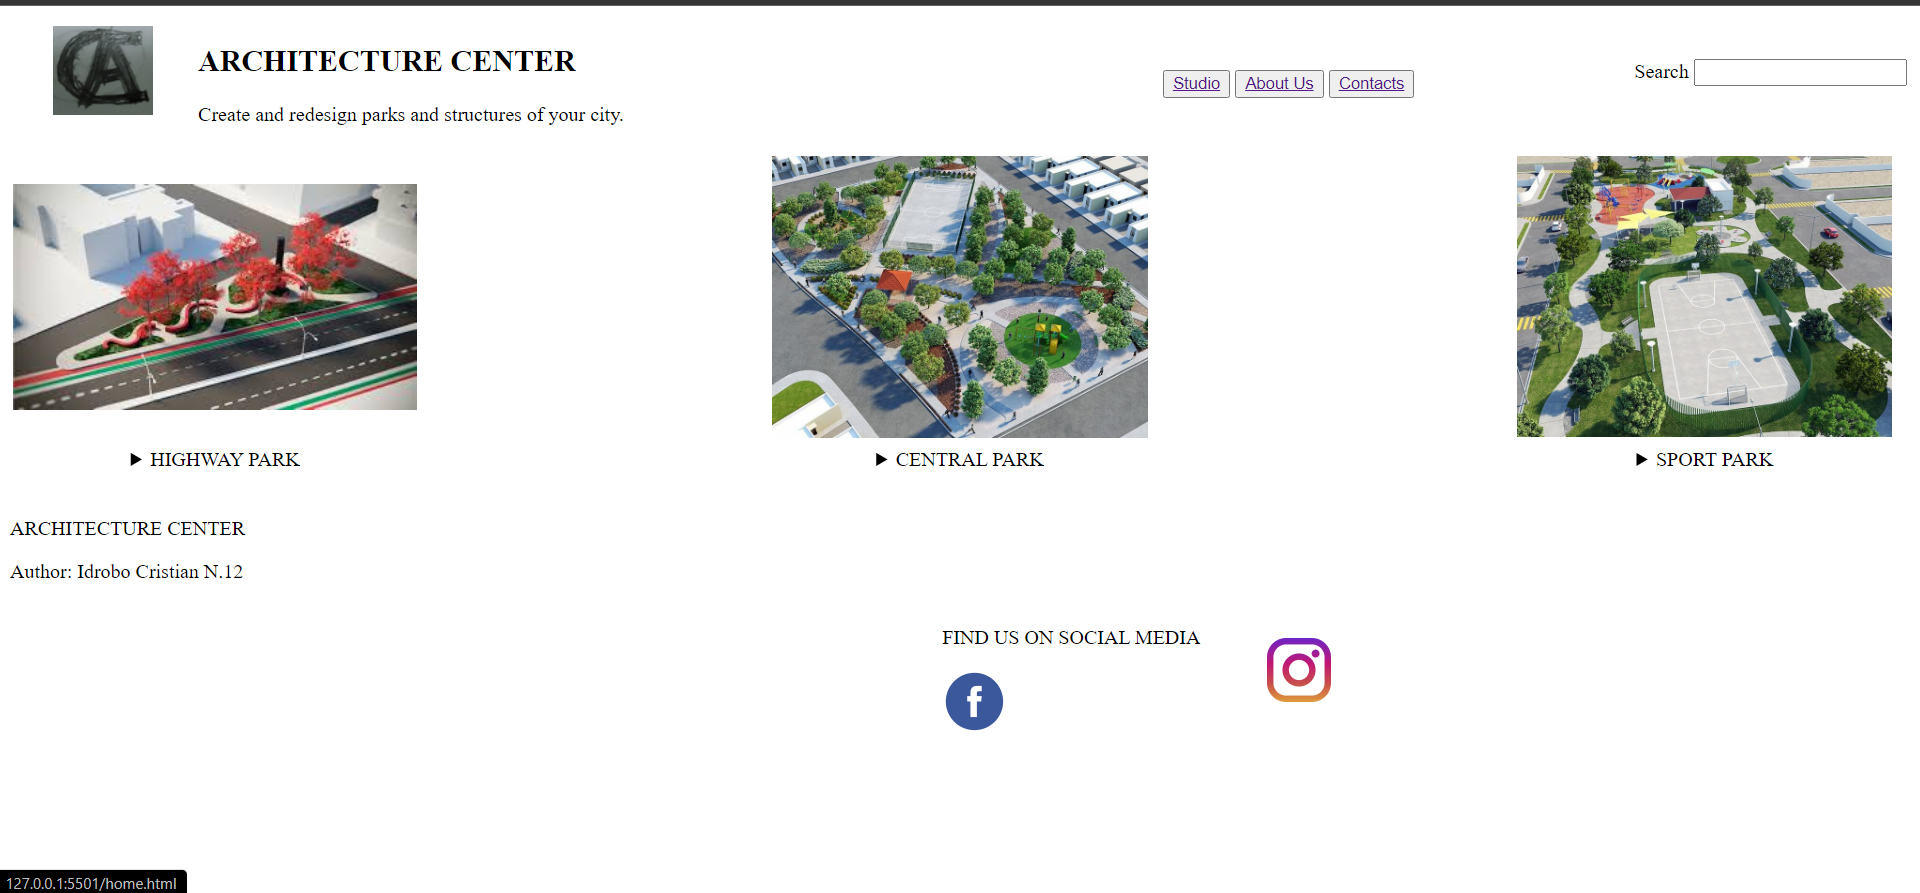 ARCHITECTURE CENTER
Create and redesign parks and structures of your city.
Studio About Us Contacts
Search
HIGHWAY PARK
CENTRAL PARK
SPORT PARK
ARCHITECTURE CENTER
Author: Idrobo Cristian N.12
FIND US ON SOCIAL MEDIA
127.0.0.1:5501/home.html